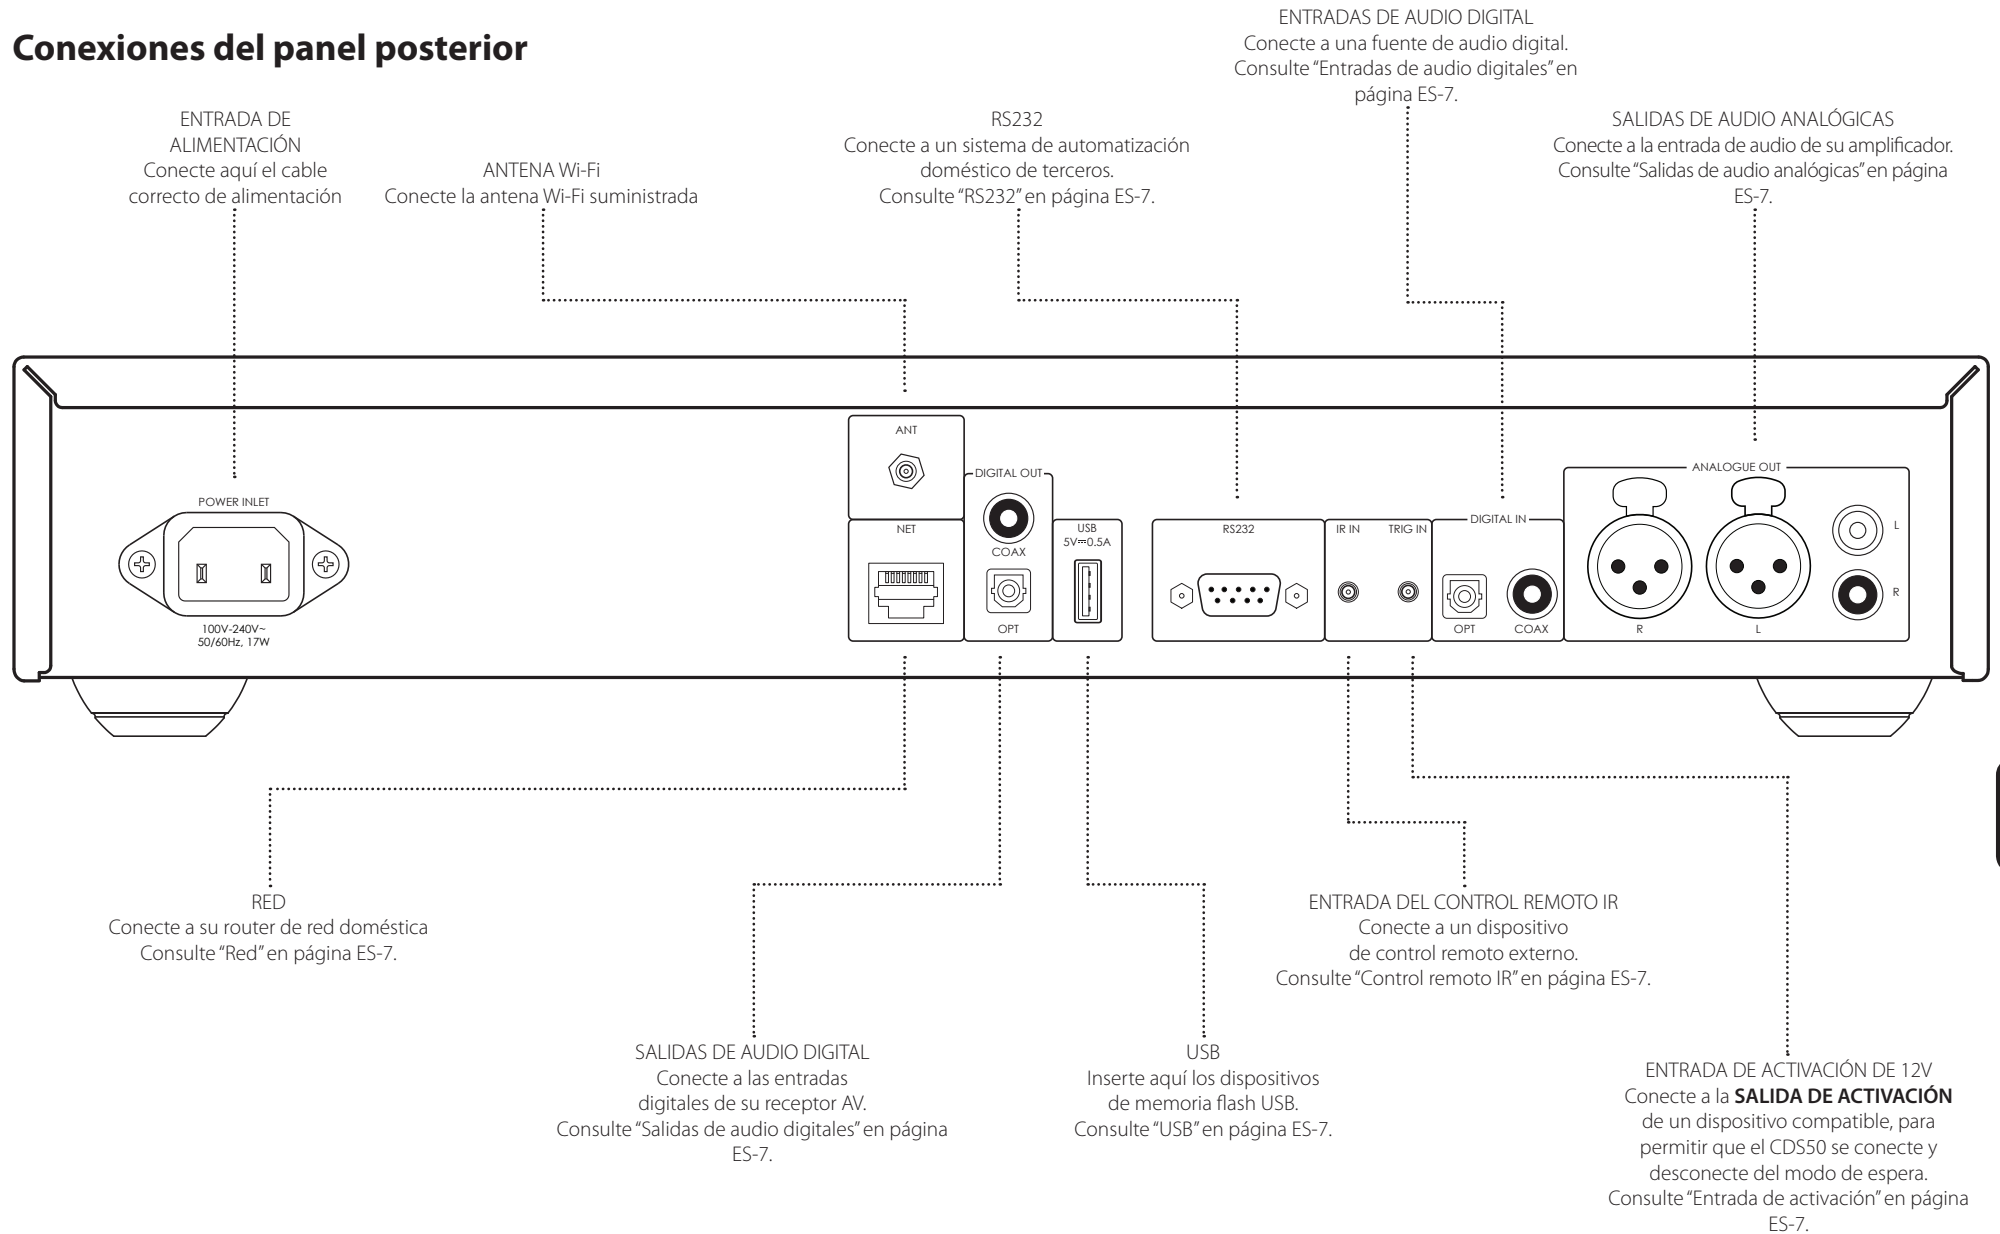 Conexiones del panel posterior
ENTRADA DE
ALIMENTACIÓN
Conecte aquí el cable
correcto de alimentación
ANTENA Wi-Fi
Conecte la antena Wi-Fi suministrada
RS232
Conecte a un sistema de automatización
doméstico de terceros.
Consulte “RS232” en página ES-7.
ENTRADAS DE AUDIO DIGITAL
Conecte a una fuente de audio digital.
Consulte “Entradas de audio digitales” en
página ES-7.
SALIDAS DE AUDIO ANALÓGICAS
Conecte a la entrada de audio de su amplificador.
Consulte “Salidas de audio analógicas” en página
ES-7.
POWER INLET
100V-240V~
50/60Hz, 17W
ANT
NET
DIGITAL OUT
COAX
OPT
USB
5V⎓0.5A
RS232
IR IN
TRIG IN
DIGITAL IN
OPT
COAX
ANALOGUE OUT
R
L
L
R
RED
Conecte a su router de red doméstica
Consulte “Red” en página ES-7.
SALIDAS DE AUDIO DIGITAL
Conecte a las entradas
digitales de su receptor AV.
Consulte “Salidas de audio digitales” en página
ES-7.
USB
Inserte aquí los dispositivos
de memoria flash USB.
Consulte “USB” en página ES-7.
ENTRADA DEL CONTROL REMOTO IR
Conecte a un dispositivo
de control remoto externo.
Consulte “Control remoto IR” en página ES-7.
ENTRADA DE ACTIVACIÓN DE 12V
Conecte a la SALIDA DE ACTIVACIÓN
de un dispositivo compatible, para
permitir que el CDS50 se conecte y
desconecte del modo de espera.
Consulte “Entrada de activación” en página
ES-7.